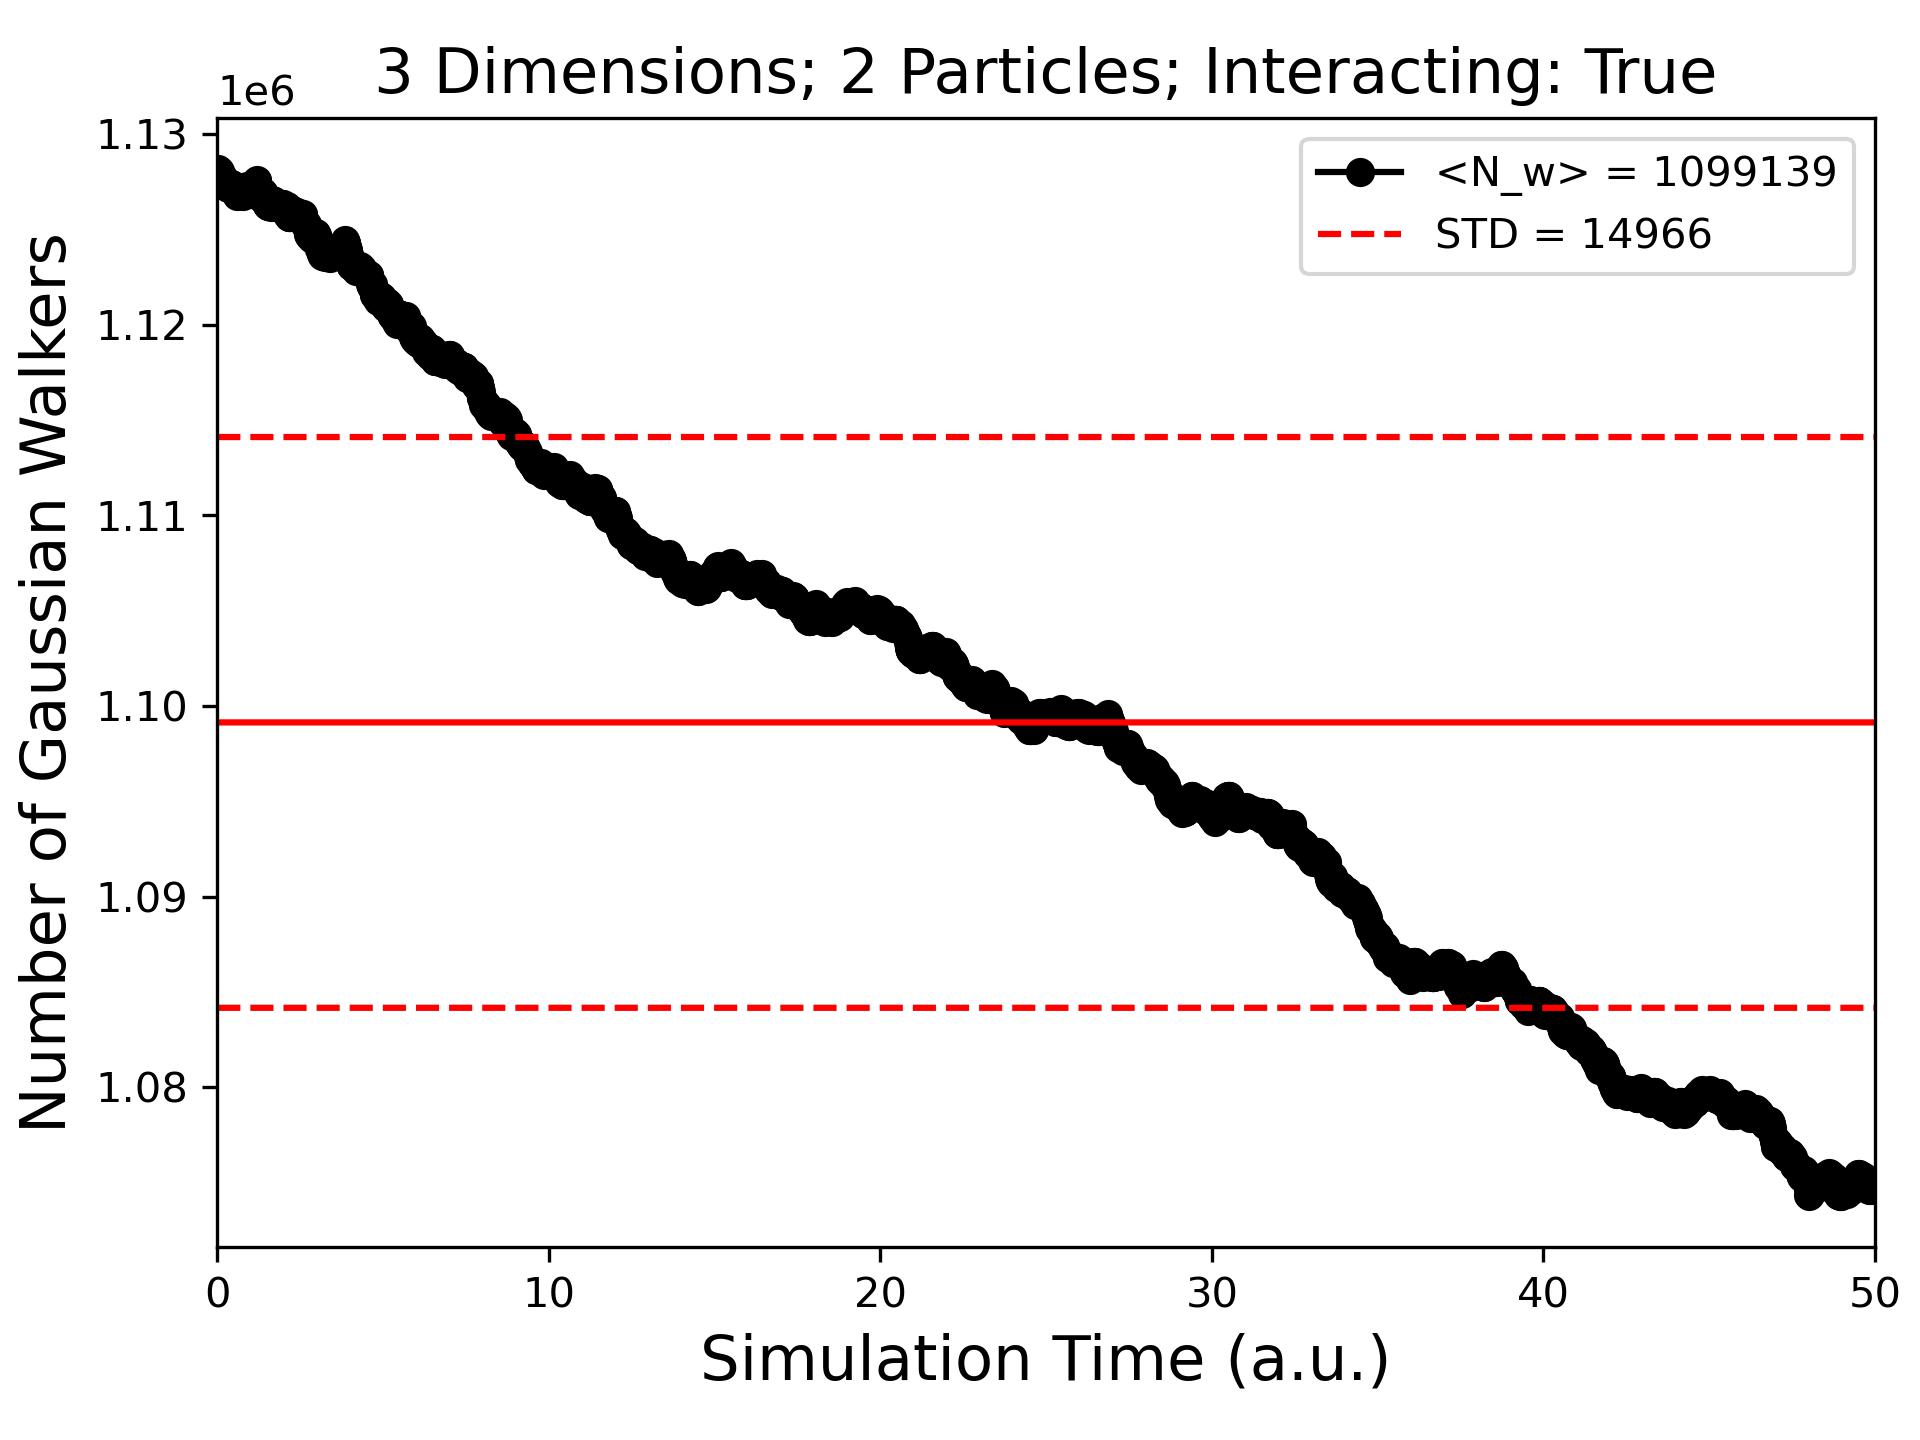 3 Dimensions; 2 Particles; Interacting: True
1e6
<N_w> = 1099139
STD = 14966
Number of Gaussian Walkers
1.13
1.12
1.11
1.10
1.09
1.08
0 10 20 30 40 50
Simulation Time (a.u.)